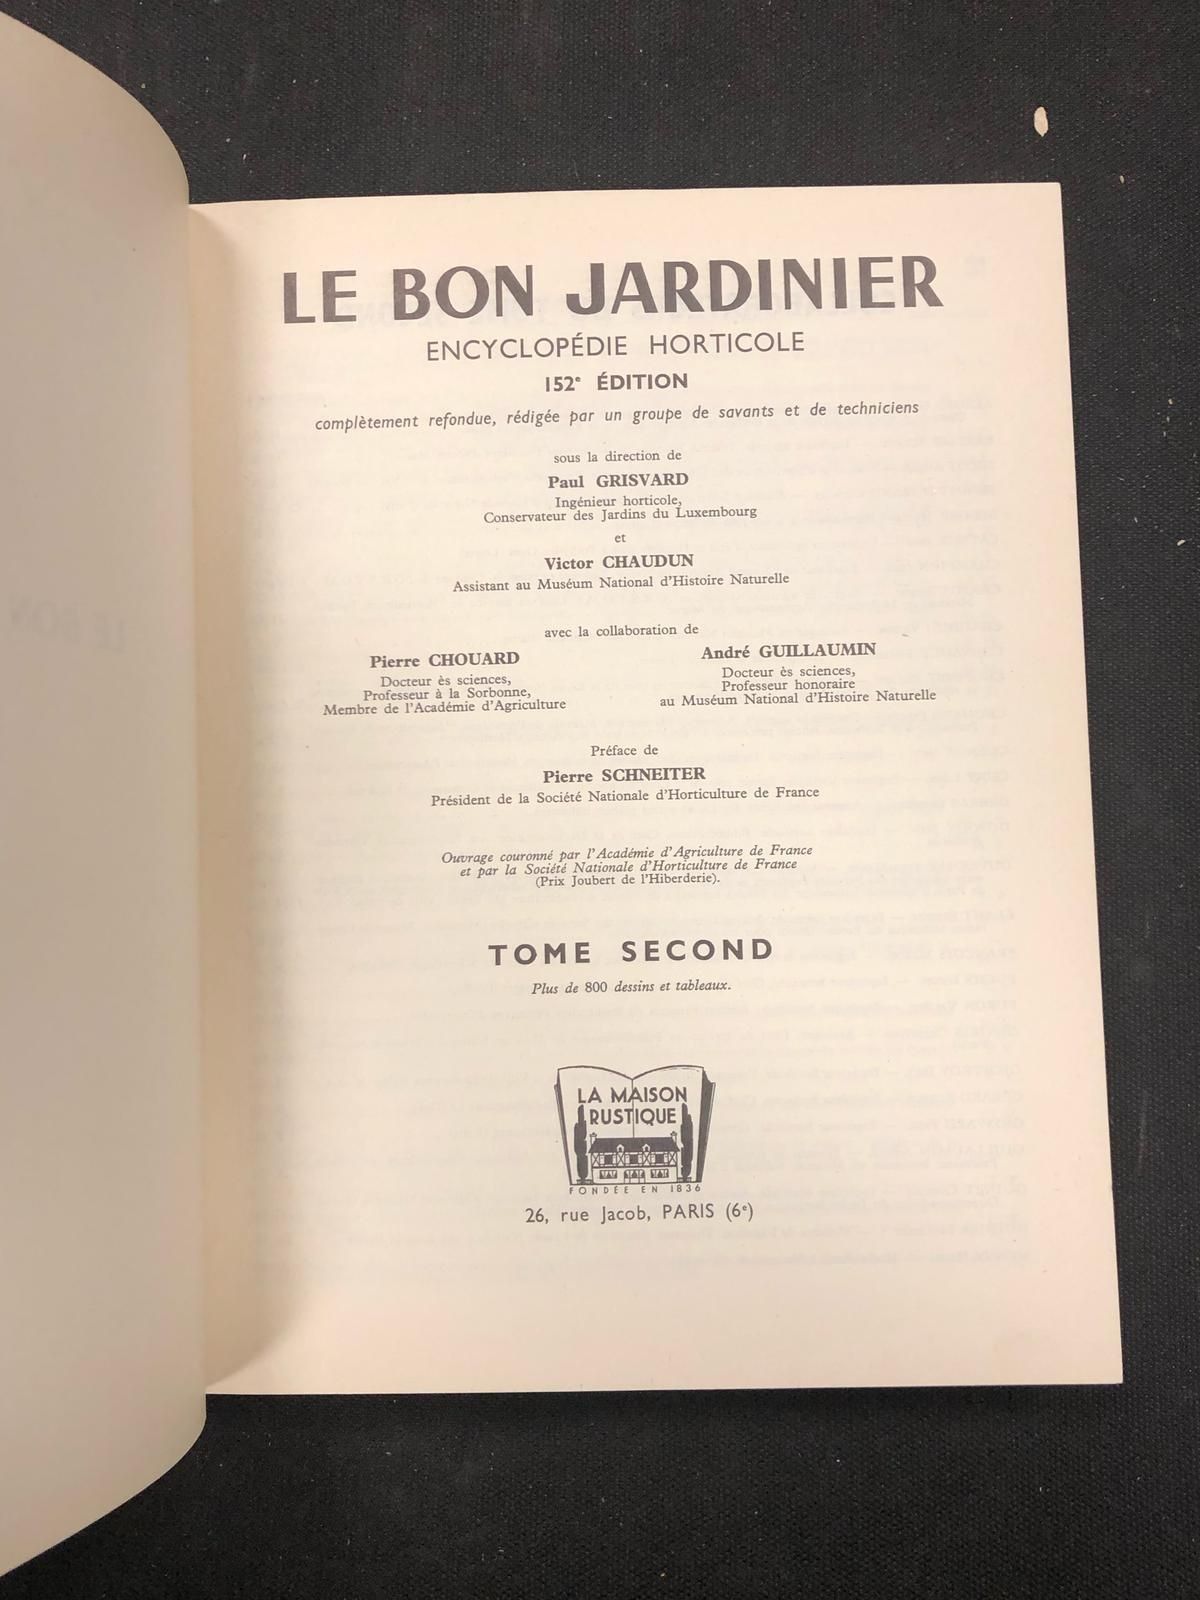 LE BON JARDINIER
ENCYCLOPÉDIE HORTICOLE
152e ÉDITION
complètement refondue, rédigée par un groupe de savants et de techniciens
sous la direction de
Paul GRISVARD
Ingénieur horticole,
Conservateur des Jardins du Luxembourg
et
Victor CHAUDUN
Assistant au Muséum National d'Histoire Naturelle
avec la collaboration de
Pierre CHOUARD
Docteur ès sciences,
Professeur à la Sorbonne,
Membre de l'Académie d'Agriculture
André GUILLAUMIN
Docteur ès sciences,
Professeur honoraire
au Muséum National d'Histoire Naturelle
Préface de
Pierre SCHNEITER
Président de la Société Nationale d'Horticulture de France
Ouvrage couronné par l'Académie d'Agriculture de France
et par la Société Nationale d'Horticulture de France
(Prix Joubert de l'Hiberderie).
TOME SECOND
Plus de 800 dessins et tableaux.
LA MAISON
RUSTIQUE
FONDÉE EN 1836
26, rue Jacob, PARIS (6e)